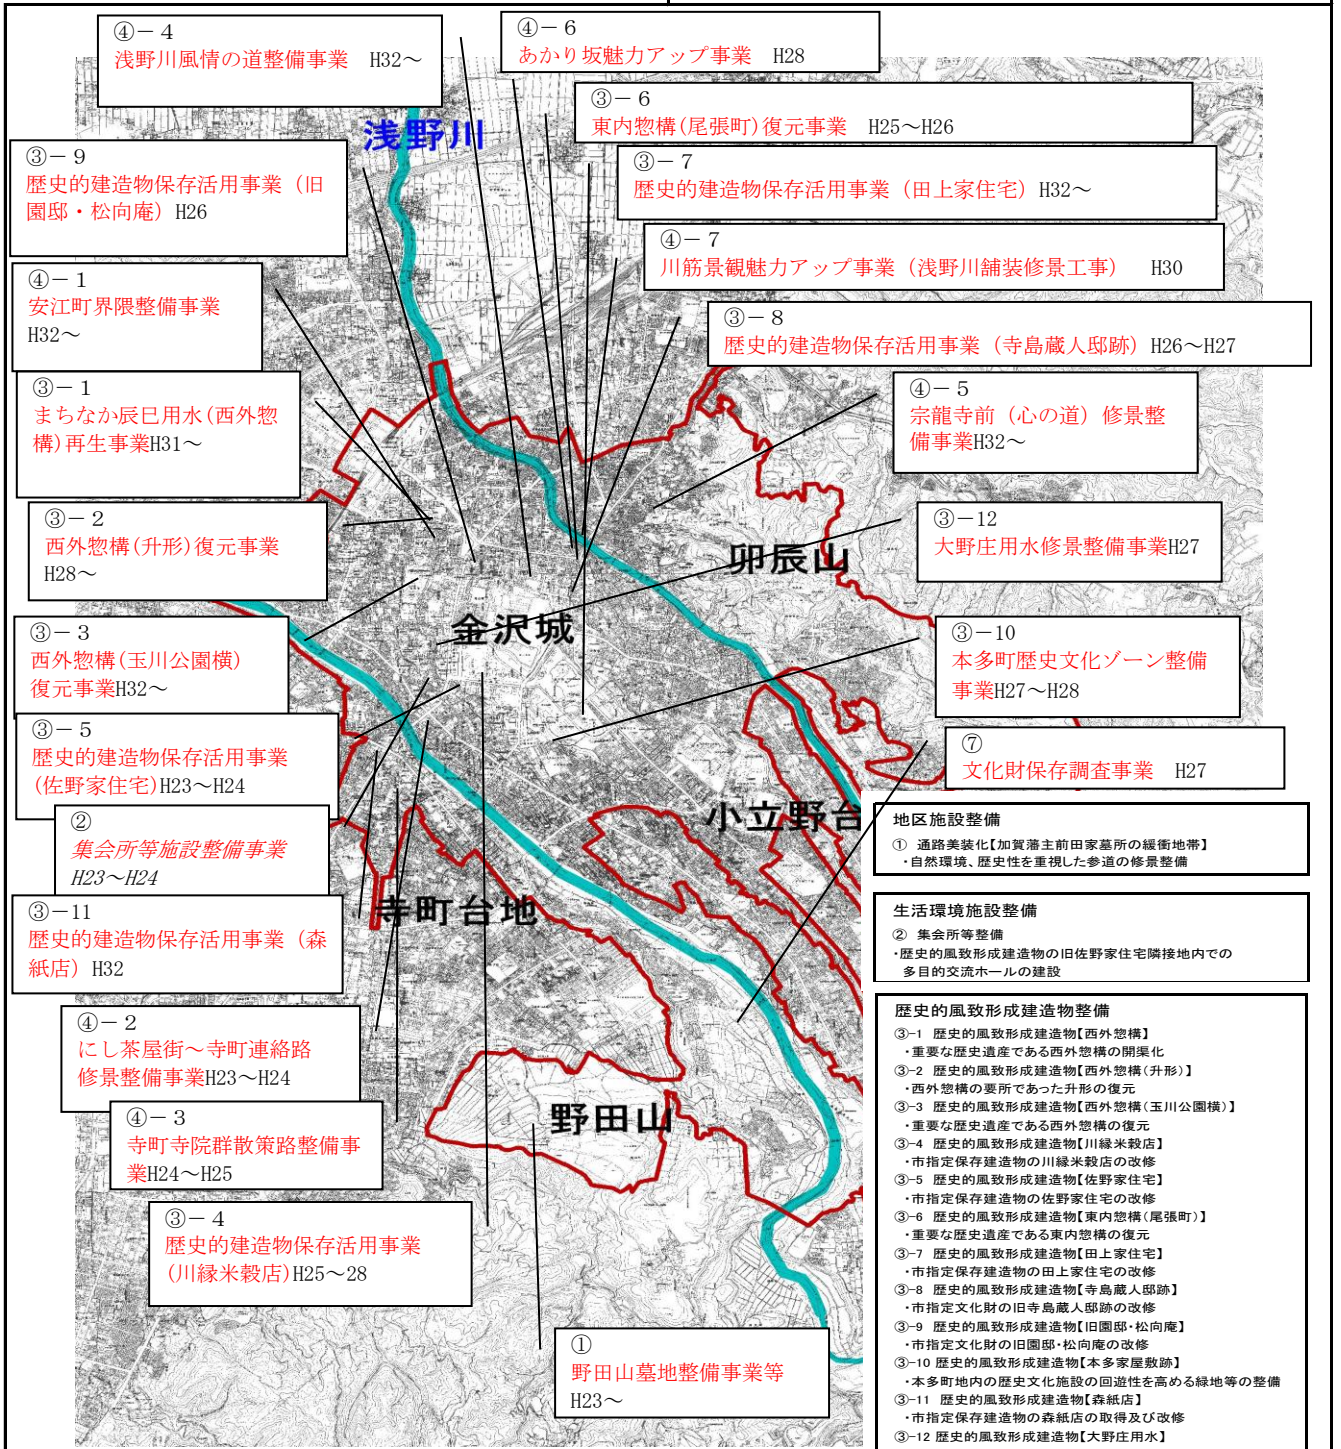 ④－4
浅野川風情の道整備事業　H32～
④－6
あかり坂魅力アップ事業　H28
③－6
東内惣構(尾張町)復元事業　H25～H26
③－7
歴史的建造物保存活用事業（田上家住宅）H32～
④－7
川筋景観魅力アップ事業（浅野川舗装修景工事）　H30
③－8
歴史的建造物保存活用事業（寺島蔵人邸跡）H26～H27
④－5
宗龍寺前（心の道）修景整
備事業H32～
③－12
大野庄用水修景整備事業H27
③－10
本多町歴史文化ゾーン整備
事業H27～H28
⑦
文化財保存調査事業　H27
③－9
歴史的建造物保存活用事業（旧
園邸・松向庵）H26
④－1
安江町界隈整備事業
H32～
③－1
まちなか辰巳用水(西外惣
構)再生事業H31～
③－2
西外惣構(升形)復元事業
H28～
③－3
西外惣構(玉川公園横)
復元事業H32～
③－5
歴史的建造物保存活用事業
(佐野家住宅)H23～H24
②
集会所等施設整備事業
H23～H24
③－11
歴史的建造物保存活用事業（森
紙店）H32
④－2
にし茶屋街～寺町連絡路
修景整備事業H23～H24
④－3
寺町寺院群散策路整備事
業H24～H25
③－4
歴史的建造物保存活用事業
(川縁米穀店)H25～28
①
野田山墓地整備事業等
H23～
浅野川
卯辰山
金沢城
小立野台
寺町台地
野田山
地区施設整備
①　通路美装化【加賀藩主前田家墓所の緩衝地帯】
・自然環境、歴史性を重視した参道の修景整備
生活環境施設整備
②　集会所等整備
・歴史的風致形成建造物の旧佐野家住宅隣接地内での
多目的交流ホールの建設
歴史的風致形成建造物整備
③-1　歴史的風致形成建造物【西外惣構】
・重要な歴史遺産である西外惣構の開渠化
③-2　歴史的風致形成建造物【西外惣構(升形)】
・西外惣構の要所であった升形の復元
③-3　歴史的風致形成建造物【西外惣構(玉川公園横)】
・重要な歴史遺産である西外惣構の復元
③-4　歴史的風致形成建造物【川縁米穀店】
・市指定保存建造物の川縁米穀店の改修
③-5　歴史的風致形成建造物【佐野家住宅】
・市指定保存建造物の佐野家住宅の改修
③-6　歴史的風致形成建造物【東内惣構(尾張町)】
・重要な歴史遺産である東内惣構の復元
③-7　歴史的風致形成建造物【田上家住宅】
・市指定保存建造物の田上家住宅の改修
③-8　歴史的風致形成建造物【寺島蔵人邸跡】
・市指定文化財の旧寺島蔵人邸跡の改修
③-9　歴史的風致形成建造物【旧園邸・松向庵】
・市指定文化財の旧園邸・松向庵の改修
③-10 歴史的風致形成建造物【本多家屋敷跡】
・本多町地内の歴史文化施設の回遊性を高める緑地等の整備
③-11　歴史的風致形成建造物【森紙店】
・市指定保存建造物の森紙店の取得及び改修
③-12 歴史的風致形成建造物【大野庄用水】